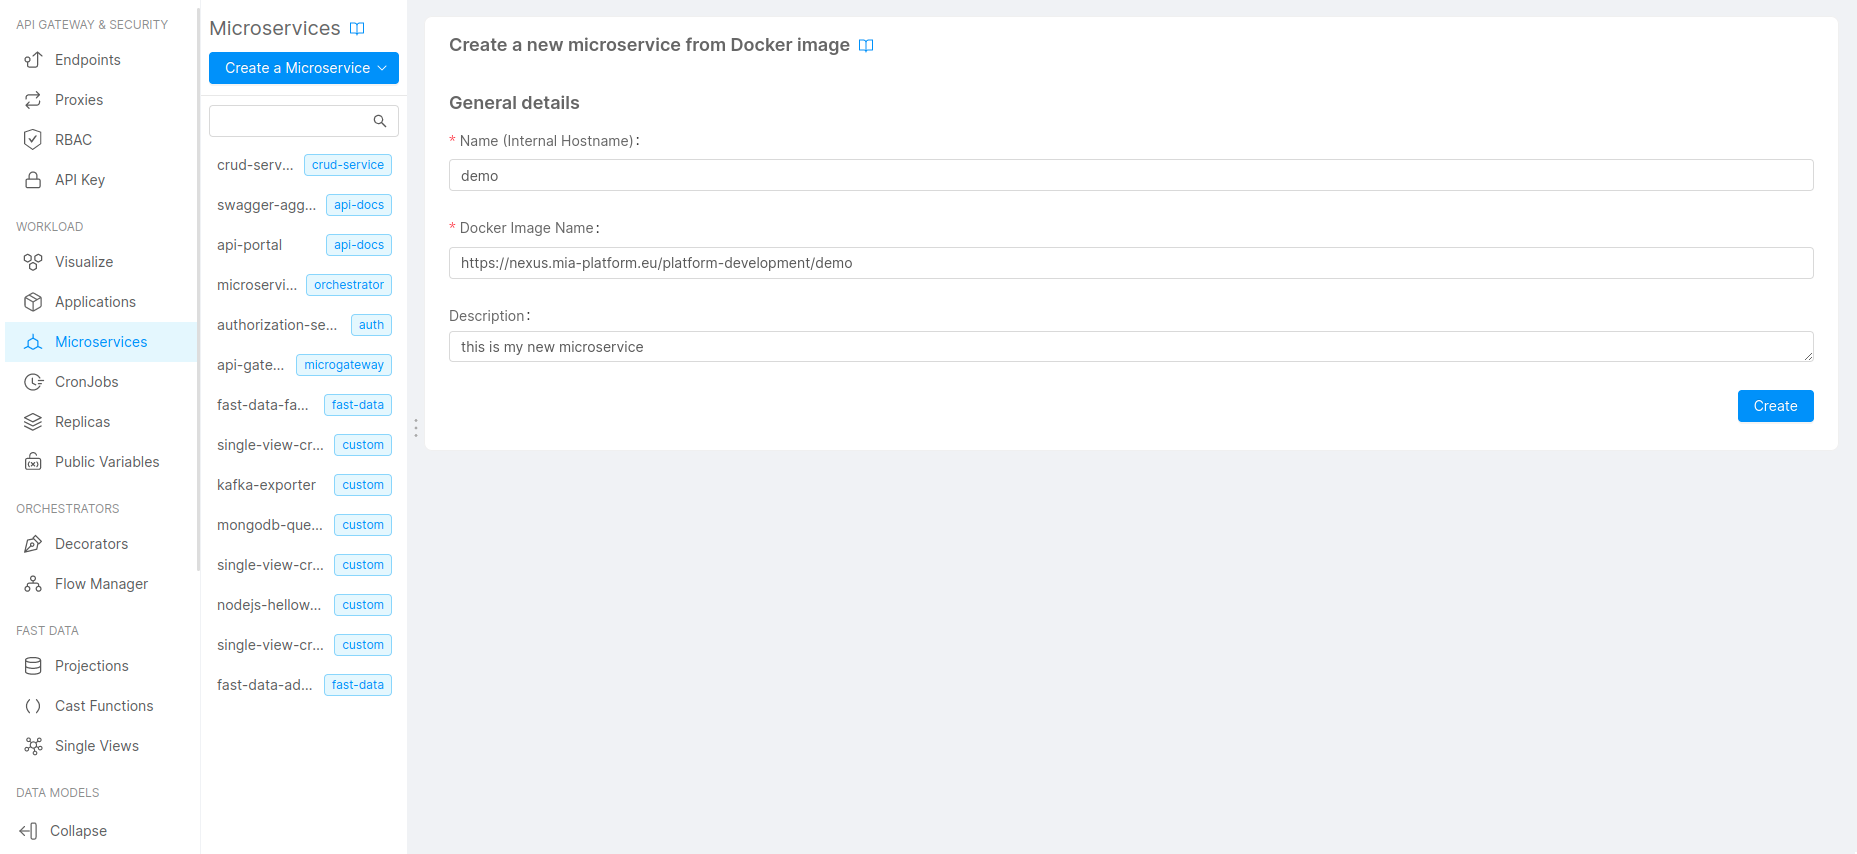 API GATEWAY & SECURITY
Endpoints
Proxies
RBAC
API Key
WORKLOAD
Visualize
Applications
Microservices
CronJobs
Replicas
Public Variables
ORCHESTRATORS
Decorators
Flow Manager
FAST DATA
Projections
Cast Functions
Single Views
DATA MODELS
Collapse
Microservices
Create a Microservice
crud-serv... crud-service
swagger-agg... api-docs
api-portal api-docs
microservi... orchestrator
authorization-se... auth
api-gate... microgateway
fast-data-fa... fast-data
single-view-cr... custom
kafka-exporter custom
mongodb-que... custom
single-view-cr... custom
nodejs-hellow... custom
single-view-cr... custom
fast-data-ad... fast-data
Create a new microservice from Docker image
General details
* Name (Internal Hostname):
demo
* Docker Image Name:
https://nexus.mia-platform.eu/platform-development/demo
Description:
this is my new microservice
Create